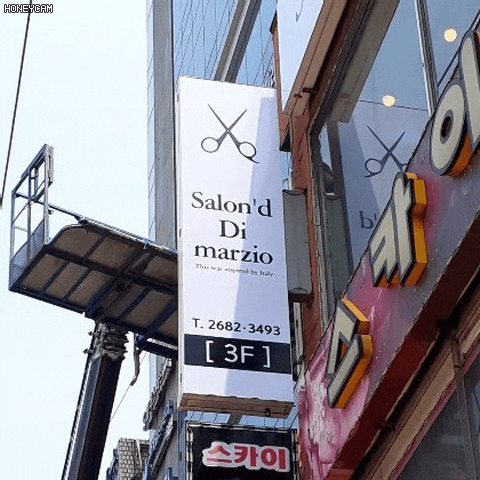 HONEYCAM
Salon'd
Di
marzio
This was inspired by Italy
T. 2682·3493
[ 3F ]
스카이
스카이